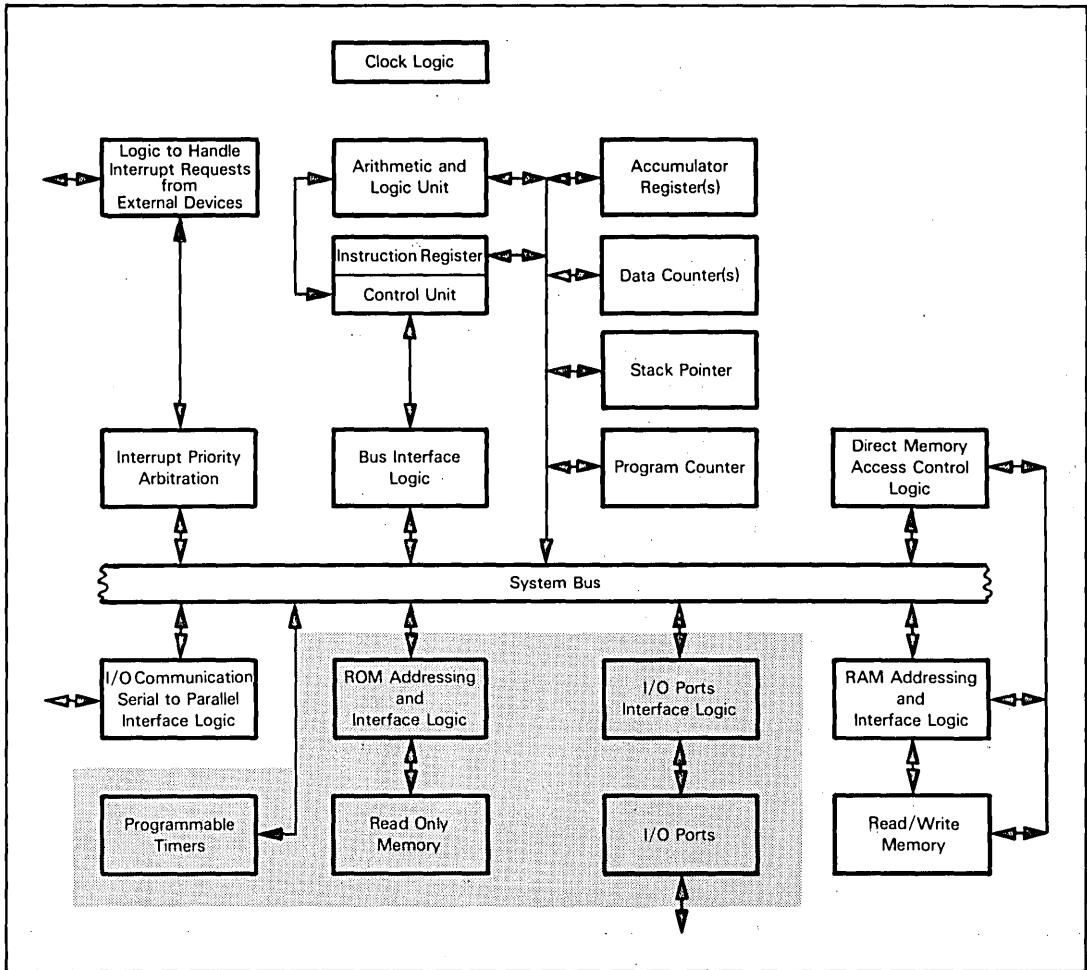 Clock Logic
Logic to Handle
Interrupt Requests
from
External Devices
Arithmetic and
Logic Unit
Accumulator
Register(s)
Instruction Register
Control Unit
Data Counter(s)
Stack Pointer
Interrupt Priority
Arbitration
Bus Interface
Logic
Program Counter
Direct Memory
Access Control
Logic
System Bus
I/O Communication
Serial to Parallel
Interface Logic
ROM Addressing
and
Interface Logic
I/O Ports
Interface Logic
RAM Addressing
and
Interface Logic
Programmable
Timers
Read Only
Memory
I/O Ports
Read/Write
Memory